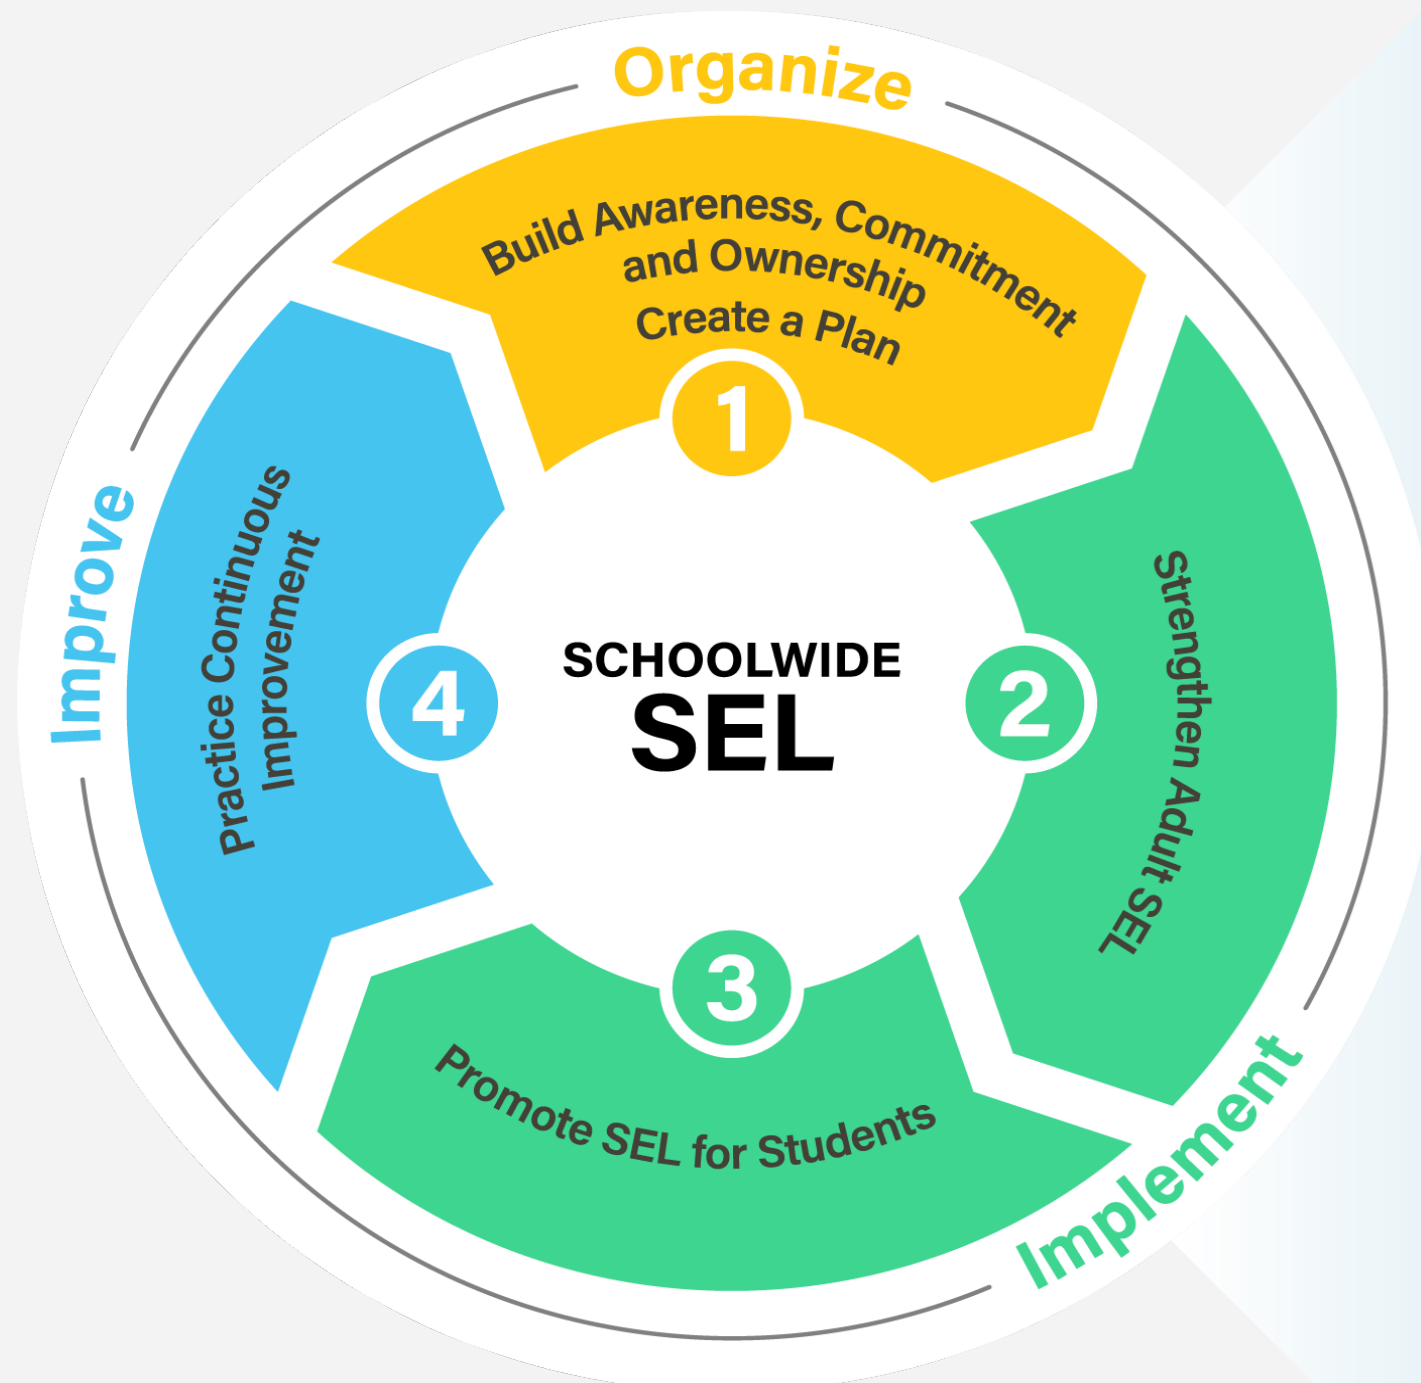 Organize
Build Awareness, Commitment
and Ownership
Create a Plan
1
Strengthen Adult SEL
2
Implement
Promote SEL for Students
3
Improve
Practice Continuous
Improvement
4
SCHOOLWIDE
SEL